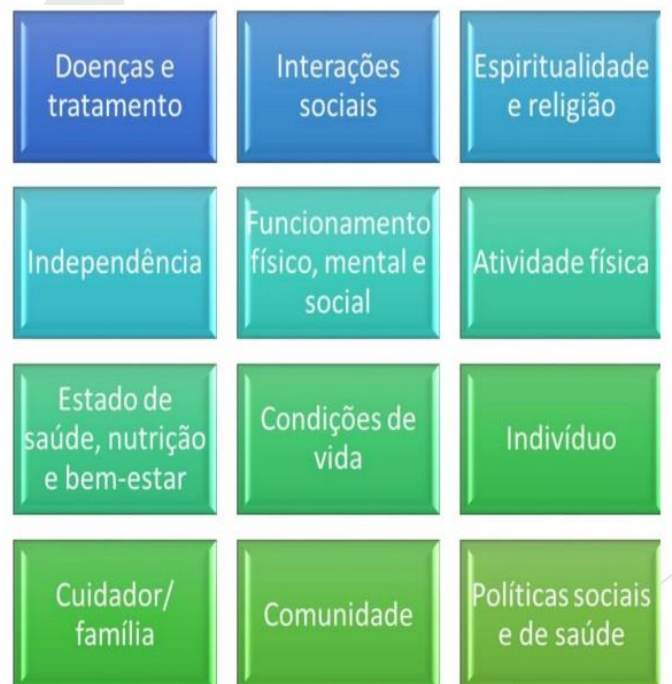 Doenças e
tratamento
Interações
sociais
Espiritualidade
e religião
Independência
Funcionamento
físico, mental e
social
Atividade física
Estado de
saúde, nutrição
e bem-estar
Condições de
vida
Indivíduo
Cuidador/
família
Comunidade
Políticas sociais
e de saúde